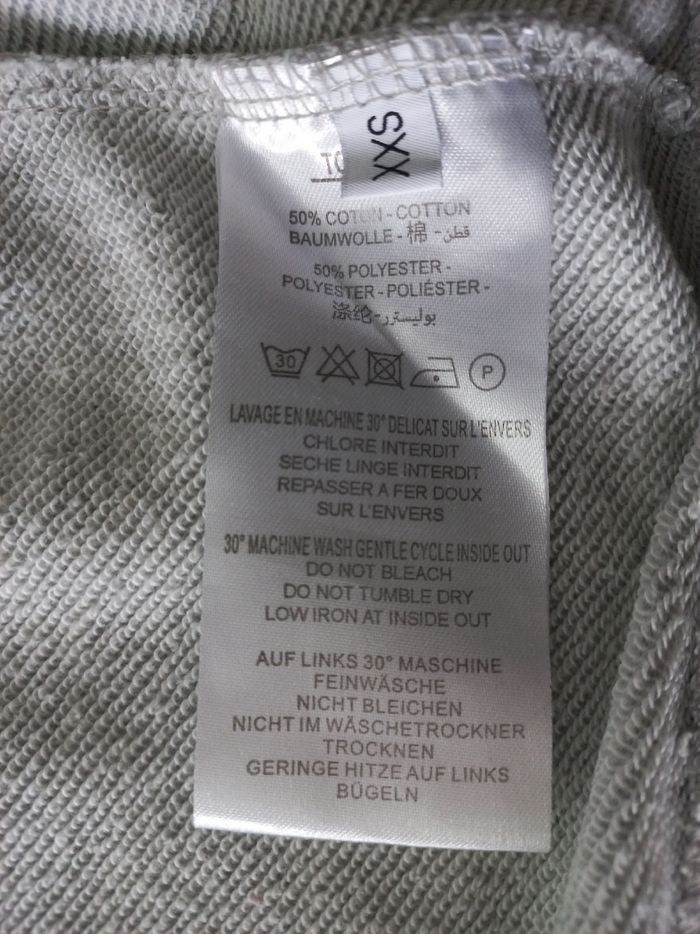 XXS
50% COTON - COTTON
BAUMWOLLE - 棉 - قطن
50% POLYESTER -
POLYESTER - POLIÉSTER -
涤纶 - بوليستر
30
P
LAVAGE EN MACHINE 30° DELICAT SUR L'ENVERS
CHLORE INTERDIT
SECHE LINGE INTERDIT
REPASSER A FER DOUX
SUR L'ENVERS
30° MACHINE WASH GENTLE CYCLE INSIDE OUT
DO NOT BLEACH
DO NOT TUMBLE DRY
LOW IRON AT INSIDE OUT
AUF LINKS 30° MASCHINE
FEINWÄSCHE
NICHT BLEICHEN
NICHT IM WÄSCHETROCKNER
TROCKNEN
GERINGE HITZE AUF LINKS
BÜGELN